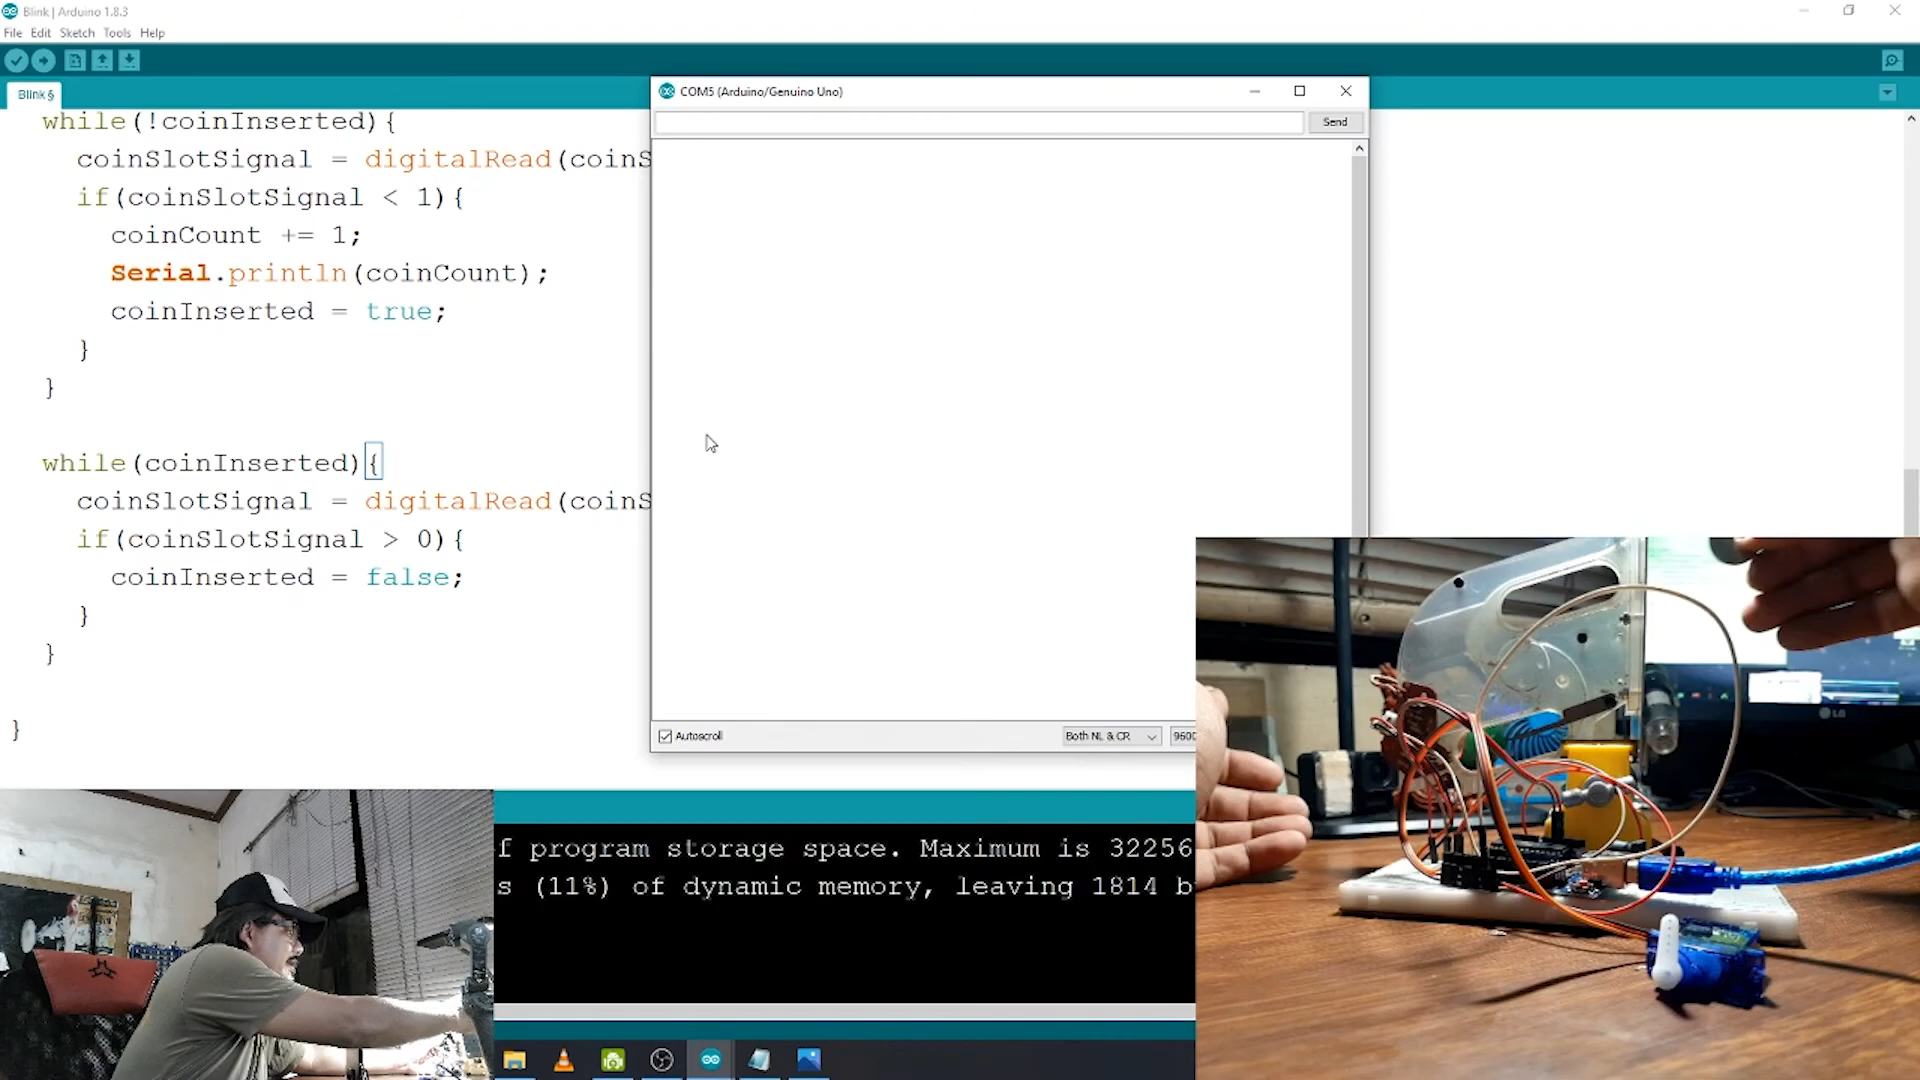 Blink | Arduino 1.8.3
File Edit Sketch Tools Help
Blink §
while(!coinInserted){
coinSlotSignal = digitalRead(coinS
if(coinSlotSignal < 1){
coinCount += 1;
Serial.println(coinCount);
coinInserted = true;
}
}
while(coinInserted){
coinSlotSignal = digitalRead(coinS
if(coinSlotSignal > 0){
coinInserted = false;
}
}
}
COM5 (Arduino/Genuino Uno)
Send
Autoscroll
Both NL & CR
960
f program storage space. Maximum is 32256
s (11%) of dynamic memory, leaving 1814 b
LG